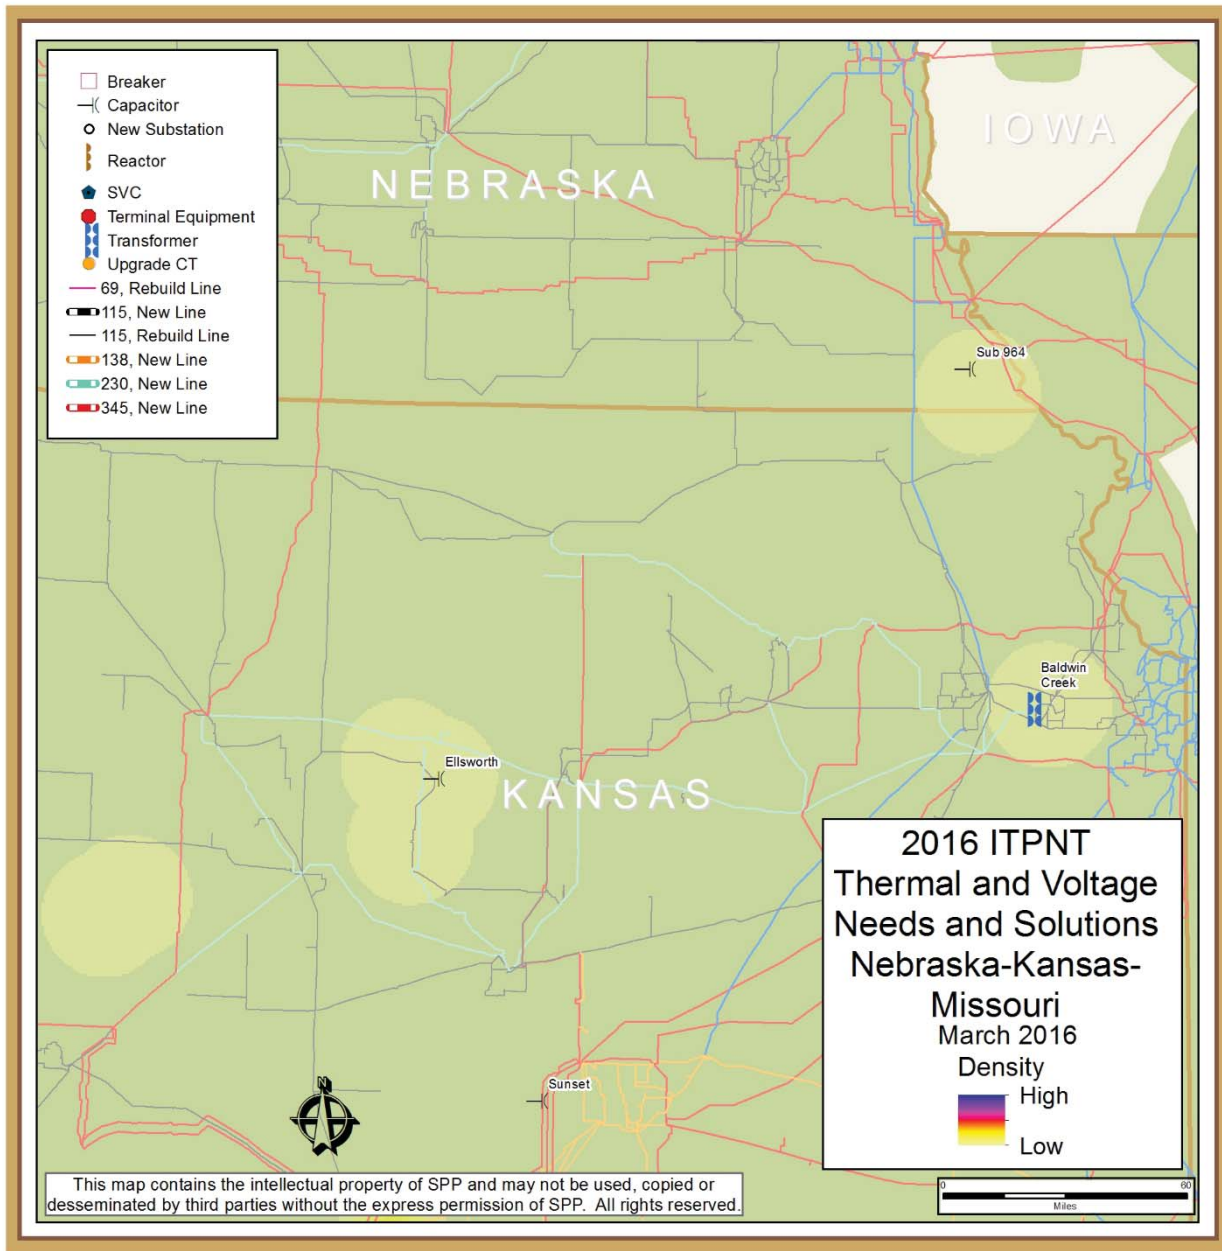 Breaker
Capacitor
New Substation
Reactor
SVC
Terminal Equipment
Transformer
Upgrade CT
69, Rebuild Line
115, New Line
115, Rebuild Line
138, New Line
230, New Line
345, New Line
IOWA
NEBRASKA
Sub 964
Baldwin
Creek
Ellsworth
KANSAS
Sunset
N
2016 ITPNT
Thermal and Voltage
Needs and Solutions
Nebraska-Kansas-
Missouri
March 2016
Density
High
Low
This map contains the intellectual property of SPP and may not be used, copied or
desseminated by third parties without the express permission of SPP. All rights reserved.
0 60
Miles